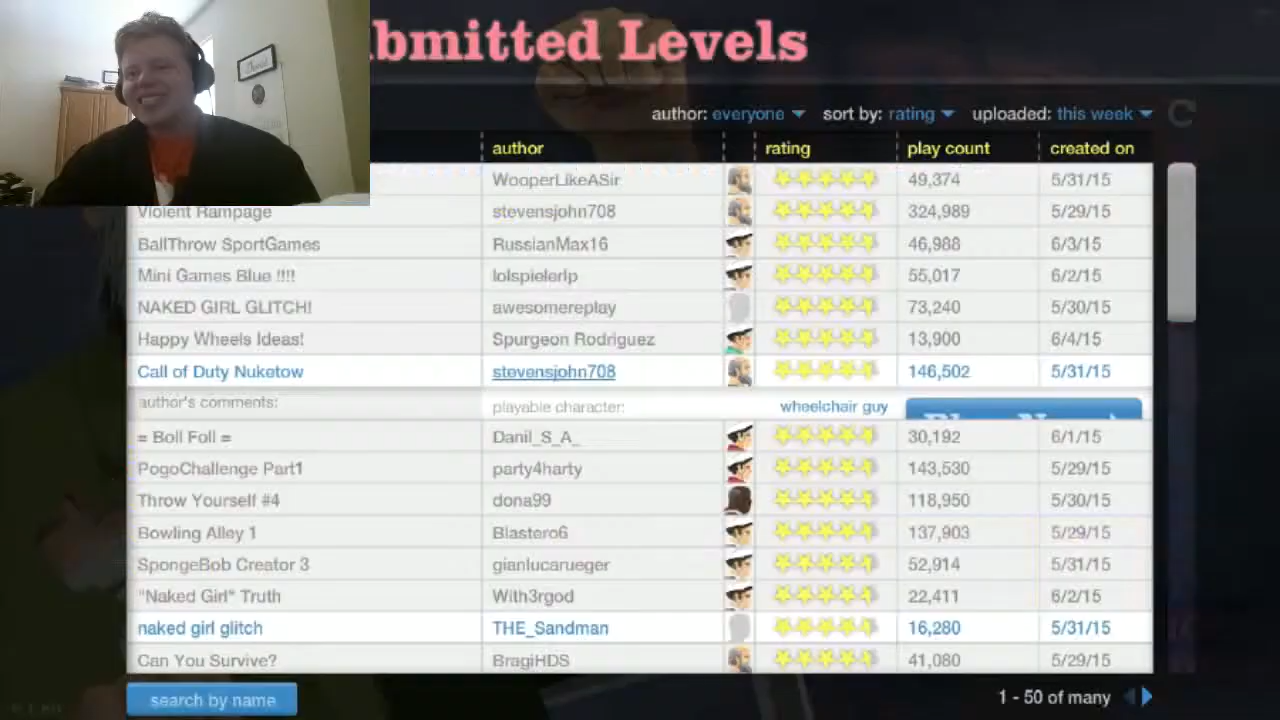 bmitted Levels
author: everyone sort by: rating uploaded: this week
author rating play count created on
WooperLikeASir 49,374 5/31/15
Violent Rampage stevensjohn708 324,989 5/29/15
BallThrow SportGames RussianMax16 46,988 6/3/15
Mini Games Blue !!!! lolspielerlp 55,017 6/2/15
NAKED GIRL GLITCH! awesomereplay 73,240 5/30/15
Happy Wheels Ideas! Spurgeon Rodriguez 13,900 6/4/15
Call of Duty Nuketow stevensjohn708 146,502 5/31/15
author's comments: playable character: wheelchair guy
= Boll Foll = Danil_S_A_ 30,192 6/1/15
PogoChallenge Part1 party4harty 143,530 5/29/15
Throw Yourself #4 dona99 118,950 5/30/15
Bowling Alley 1 Blastero6 137,903 5/29/15
SpongeBob Creator 3 gianlucarueger 52,914 5/31/15
"Naked Girl" Truth With3rgod 22,411 6/2/15
naked girl glitch THE_Sandman 16,280 5/31/15
Can You Survive? BragiHDS 41,080 5/29/15
search by name 1 - 50 of many